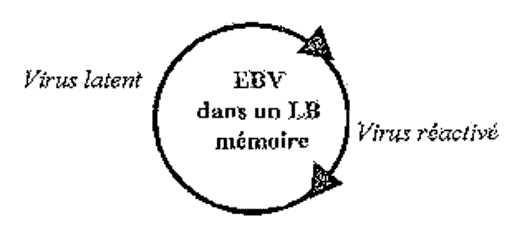 Virus latent
EBV
dans un LB
mémoire
Virus réactivé